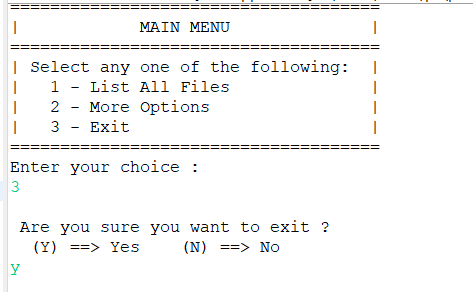 =====================================
|            MAIN MENU              |
=====================================
| Select any one of the following:  |
|   1 - List All Files              |
|   2 - More Options                |
|   3 - Exit                        |
=====================================
Enter your choice :
3
Are you sure you want to exit ?
(Y) ==> Yes    (N) ==> No
y